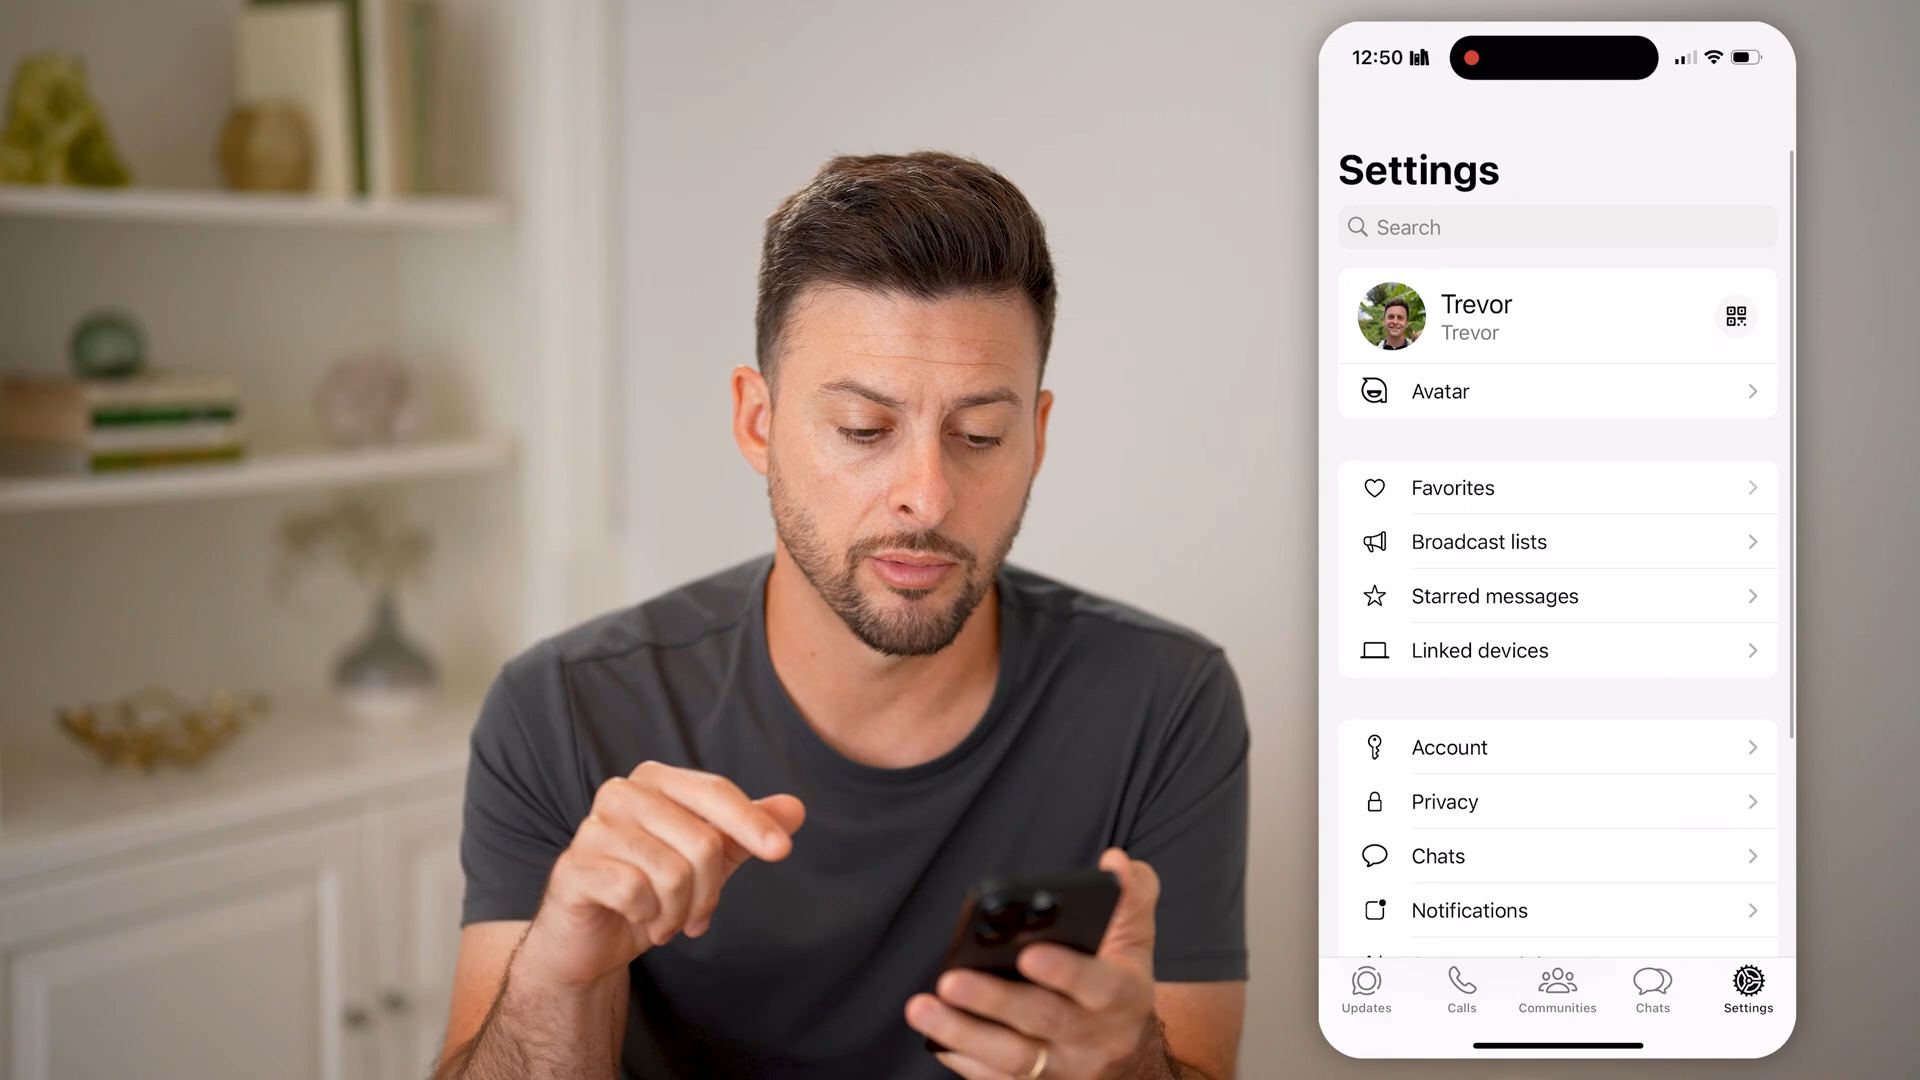 12:50
Settings
Search
Trevor
Trevor
Avatar
Favorites
Broadcast lists
Starred messages
Linked devices
Account
Privacy
Chats
Notifications
Updates Calls Communities Chats Settings